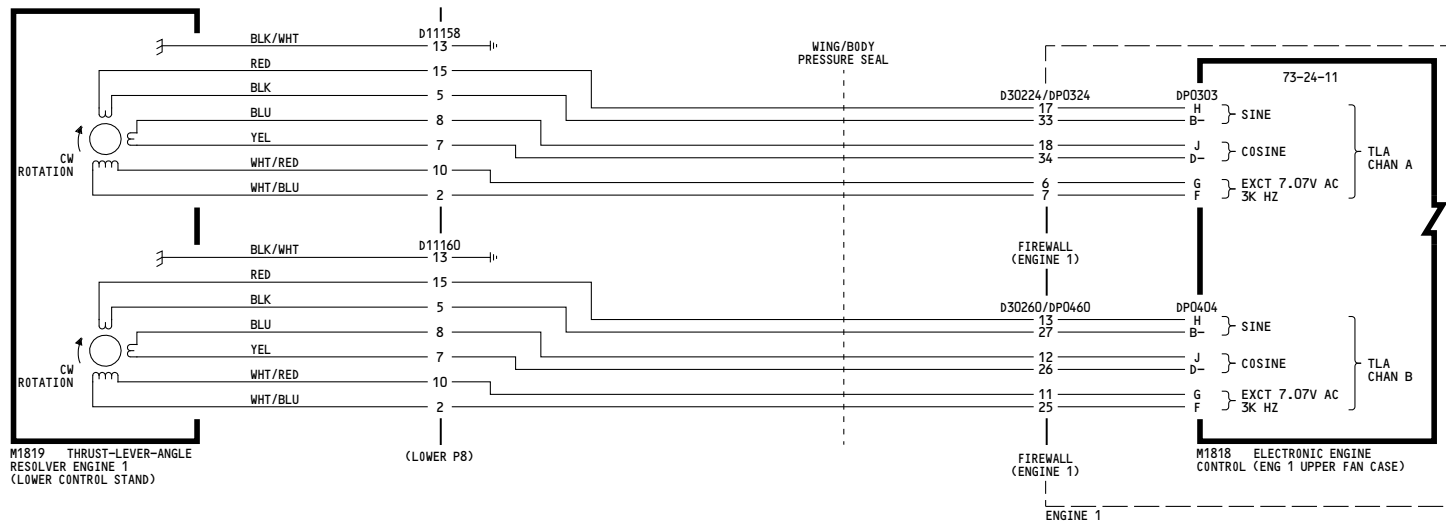 D11158
BLK/WHT 13
RED 15
BLK 5
BLU 8
YEL 7
WHT/RED 10
WHT/BLU 2
CW
ROTATION
WING/BODY
PRESSURE SEAL
73-24-11
D30224/DP0324 DP0303
17 H
33 B- SINE
18 J
34 D- COSINE
6 G
7 F
EXCT 7.07V AC
3K HZ
TLA
CHAN A
FIREWALL
(ENGINE 1)
D11160
BLK/WHT 13
RED 15
BLK 5
BLU 8
YEL 7
WHT/RED 10
WHT/BLU 2
CW
ROTATION
D30260/DP0460 DP0404
13 H
27 B- SINE
12 J
26 D- COSINE
11 G
25 F
EXCT 7.07V AC
3K HZ
TLA
CHAN B
M1819 THRUST-LEVER-ANGLE
RESOLVER ENGINE 1
(LOWER CONTROL STAND)
(LOWER P8)
FIREWALL
(ENGINE 1)
M1818 ELECTRONIC ENGINE
CONTROL (ENG 1 UPPER FAN CASE)
ENGINE 1